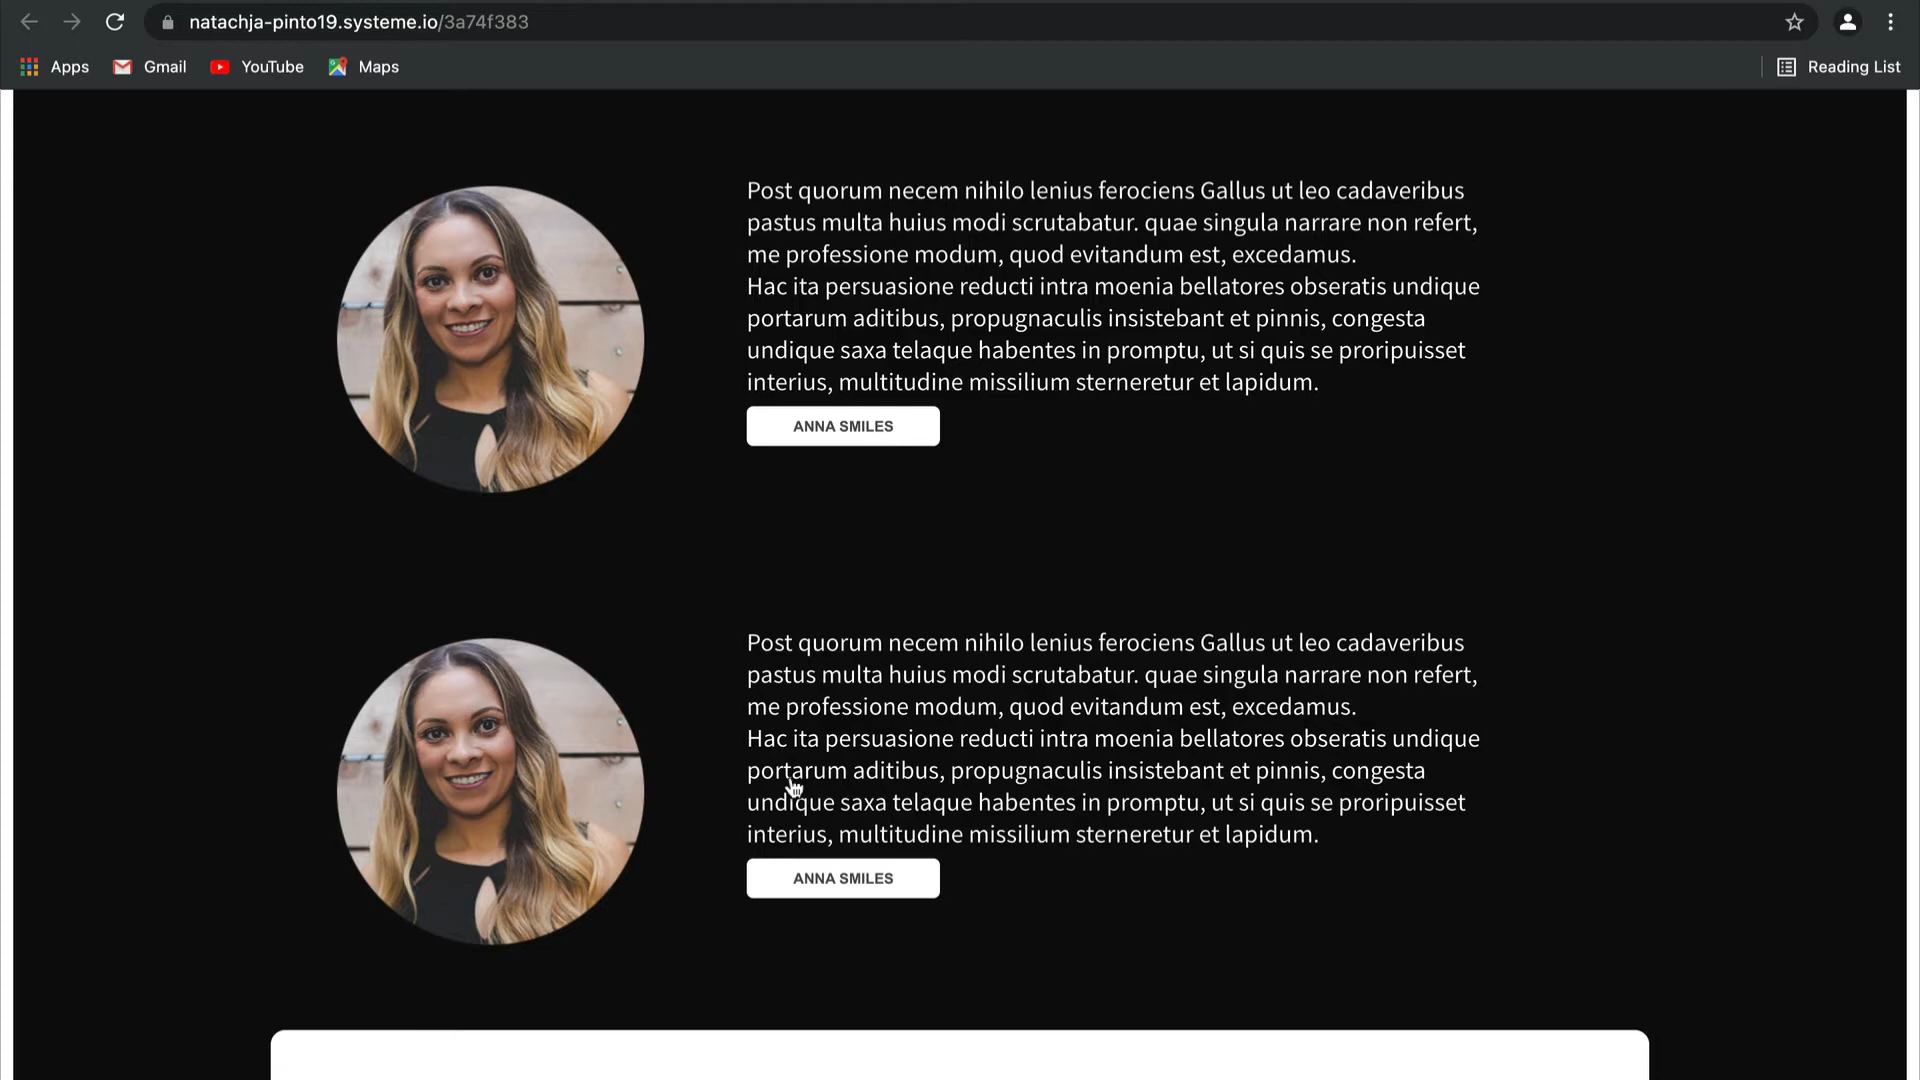 natachja-pinto19.systeme.io/3a74f383
Apps Gmail YouTube Maps Reading List
Post quorum necem nihilo lenius ferociens Gallus ut leo cadaveribus
pastus multa huius modi scrutabatur. quae singula narrare non refert,
me professione modum, quod evitandum est, excedamus.
Hac ita persuasione reducti intra moenia bellatores obseratis undique
portarum aditibus, propugnaculis insistebant et pinnis, congesta
undique saxa telaque habentes in promptu, ut si quis se proripuisset
interius, multitudine missilium sterneretur et lapidum.
ANNA SMILES
Post quorum necem nihilo lenius ferociens Gallus ut leo cadaveribus
pastus multa huius modi scrutabatur. quae singula narrare non refert,
me professione modum, quod evitandum est, excedamus.
Hac ita persuasione reducti intra moenia bellatores obseratis undique
portarum aditibus, propugnaculis insistebant et pinnis, congesta
undique saxa telaque habentes in promptu, ut si quis se proripuisset
interius, multitudine missilium sterneretur et lapidum.
ANNA SMILES